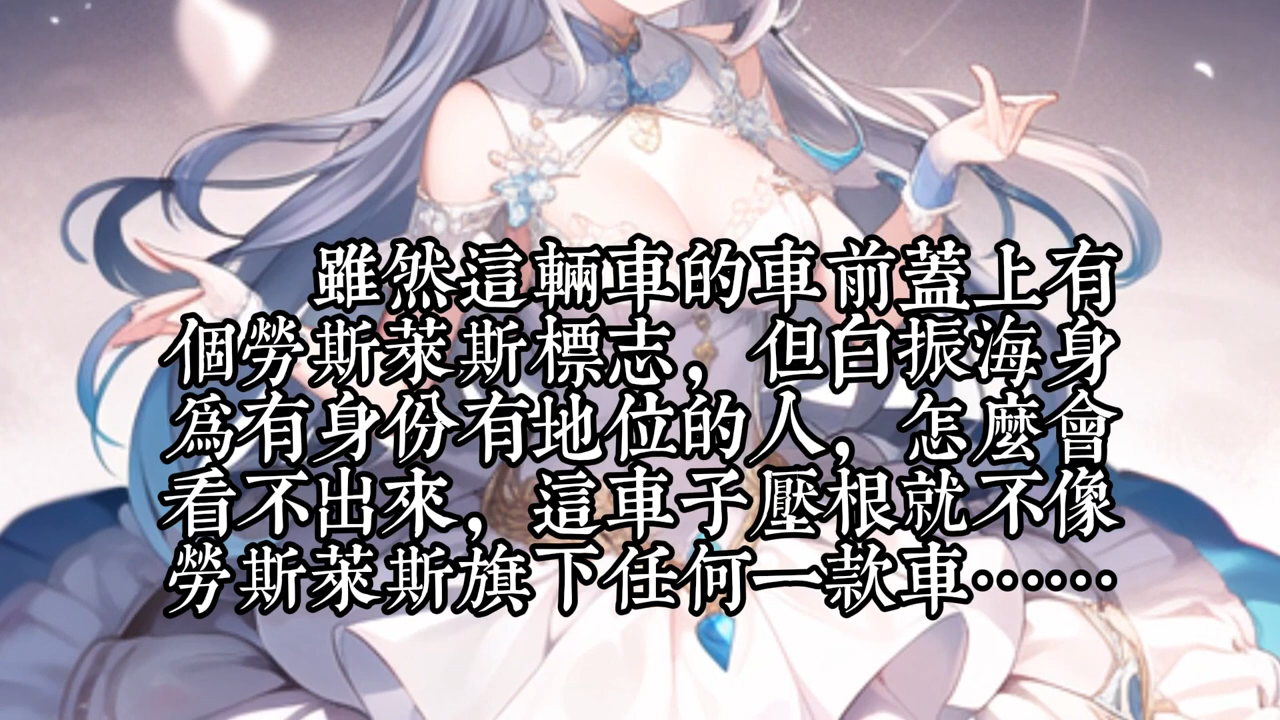 雖然這輛車的車前蓋上有
個勞斯萊斯標志，但白振海身
爲有身份有地位的人，怎麼會
看不出來，這車子壓根就不像
勞斯萊斯旗下任何一款車……